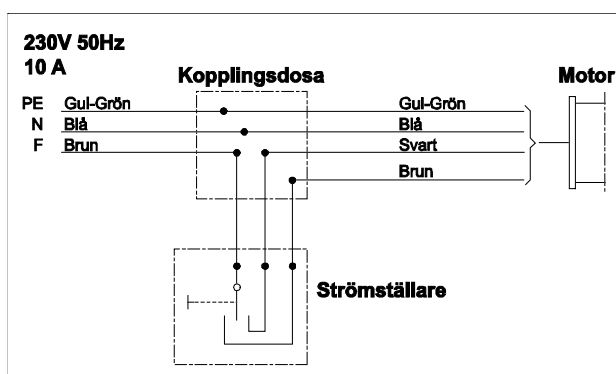 230V 50Hz
10 A
Kopplingsdosa
Motor
PE Gul-Grön Gul-Grön
N Blå Blå
F Brun Svart
Brun
Strömställare